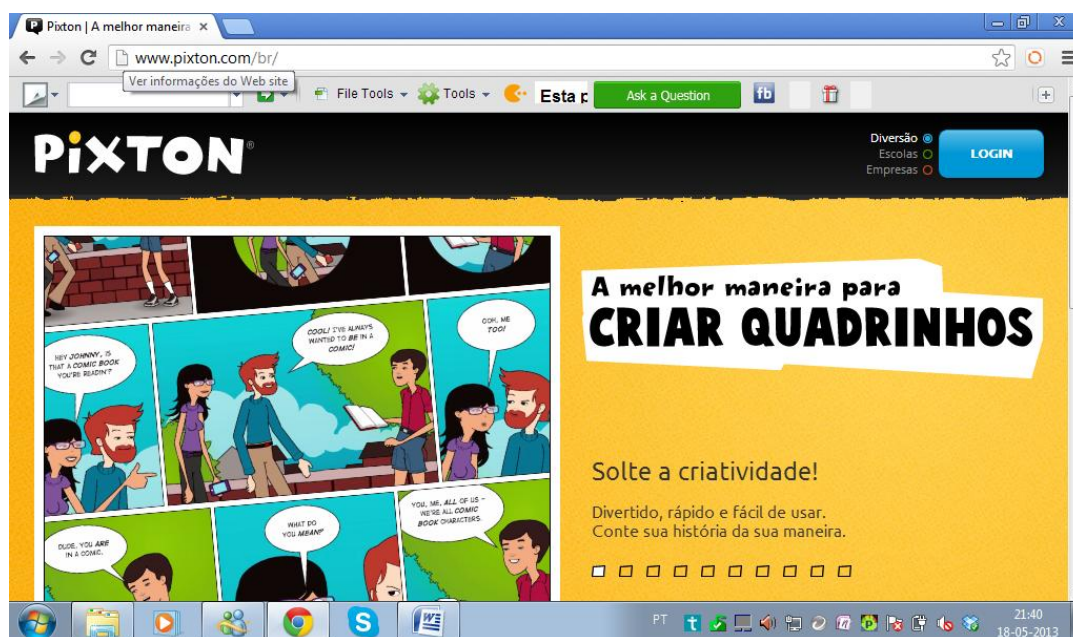 Pixton | A melhor maneira
www.pixton.com/br/
Ver informações do Web site
File Tools
Tools
Esta p
Ask a Question
fb
PiXTON®
Diversão
Escolas
Empresas
LOGIN
HEY JOHNNY, IS
THAT A COMIC BOOK
YOU'RE READIN'?
COOL! I'VE ALWAYS
WANTED TO BE IN A
COMIC!
OOH, ME
TOO!
DUDE, YOU ARE
IN A COMIC.
WHAT DO
YOU MEAN?
YOU, ME, ALL OF US –
WE'RE ALL COMIC
BOOK CHARACTERS.
A melhor maneira para
CRIAR QUADRINHOS
Solte a criatividade!
Divertido, rápido e fácil de usar.
Conte sua história da sua maneira.
PT
21:40
18-05-2013